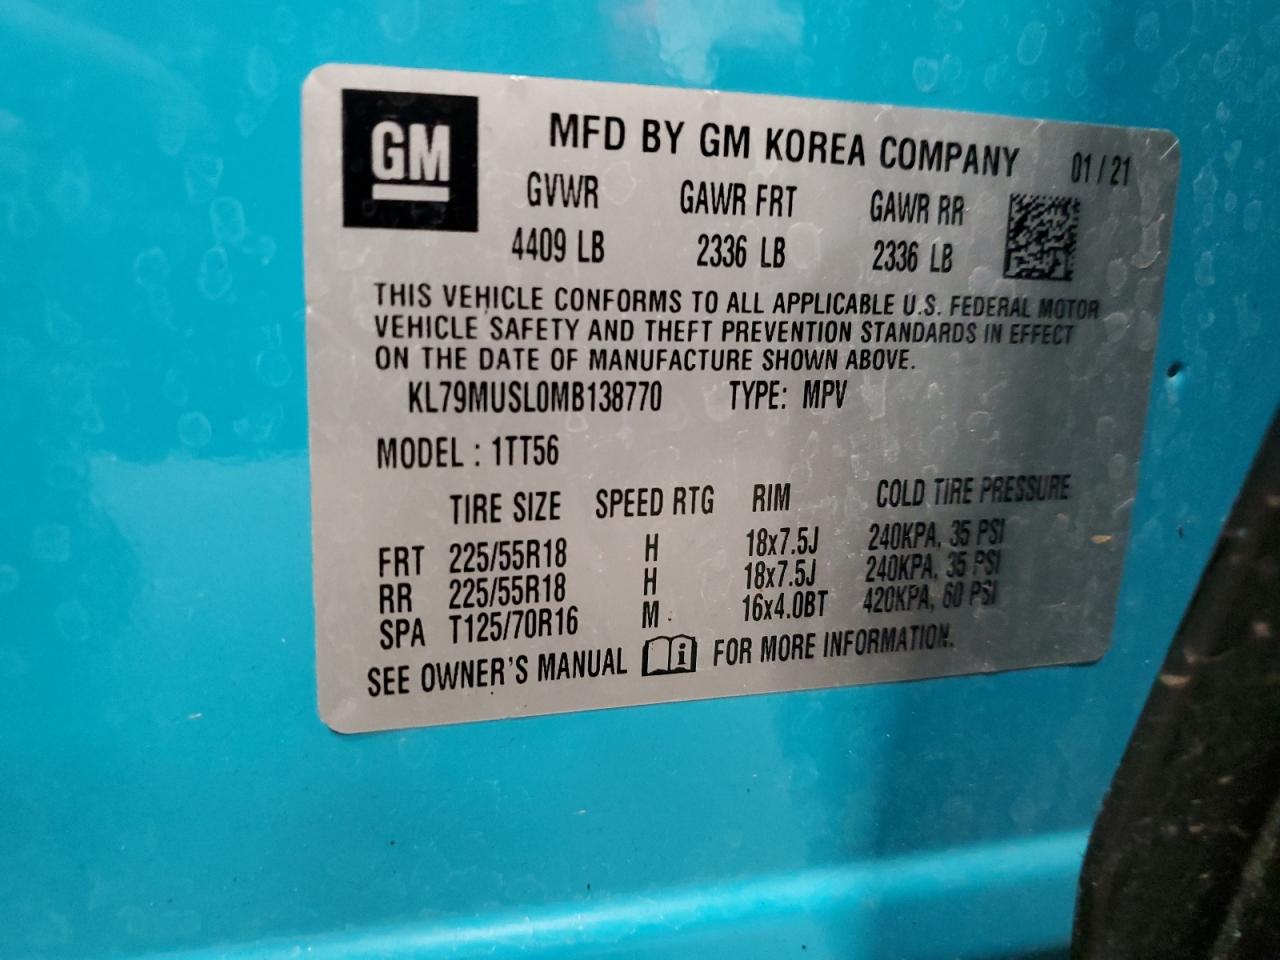 GM
MFD BY GM KOREA COMPANY 01/21
GVWR GAWR FRT GAWR RR
4409 LB 2336 LB 2336 LB
THIS VEHICLE CONFORMS TO ALL APPLICABLE U.S. FEDERAL MOTOR
VEHICLE SAFETY AND THEFT PREVENTION STANDARDS IN EFFECT
ON THE DATE OF MANUFACTURE SHOWN ABOVE.
KL79MUSL0MB138770 TYPE: MPV
MODEL : 1TT56
TIRE SIZE SPEED RTG RIM COLD TIRE PRESSURE
FRT 225/55R18 H 18x7.5J 240KPA, 35 PSI
RR 225/55R18 H 18x7.5J 240KPA, 35 PSI
SPA T125/70R16 M 16x4.0BT 420KPA, 60 PSI
SEE OWNER'S MANUAL i FOR MORE INFORMATION.